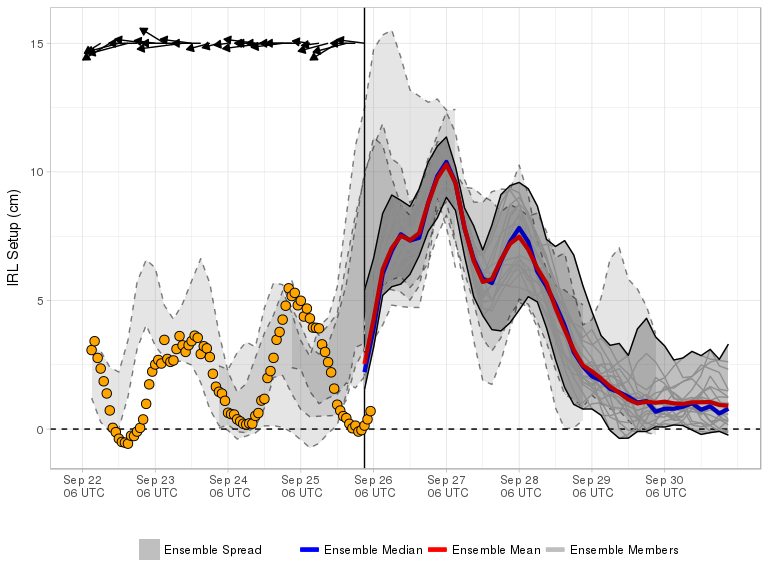 IRL Setup (cm)
15
10
5
0
Sep 22 Sep 23 Sep 24 Sep 25 Sep 26 Sep 27 Sep 28 Sep 29 Sep 30
06 UTC 06 UTC 06 UTC 06 UTC 06 UTC 06 UTC 06 UTC 06 UTC 06 UTC
Ensemble Spread Ensemble Median Ensemble Mean Ensemble Members